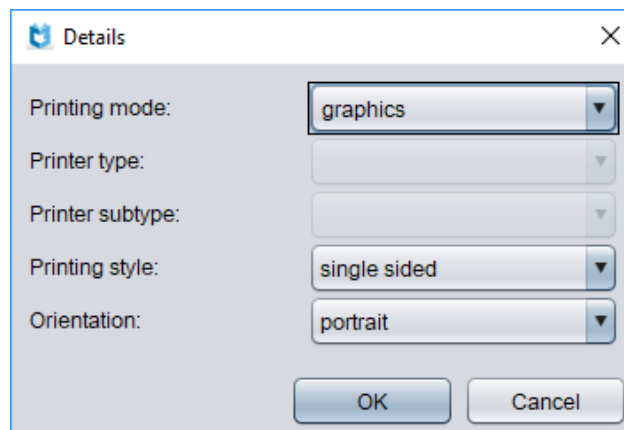 Details
Printing mode: graphics
Printer type:
Printer subtype:
Printing style: single sided
Orientation: portrait
OK Cancel